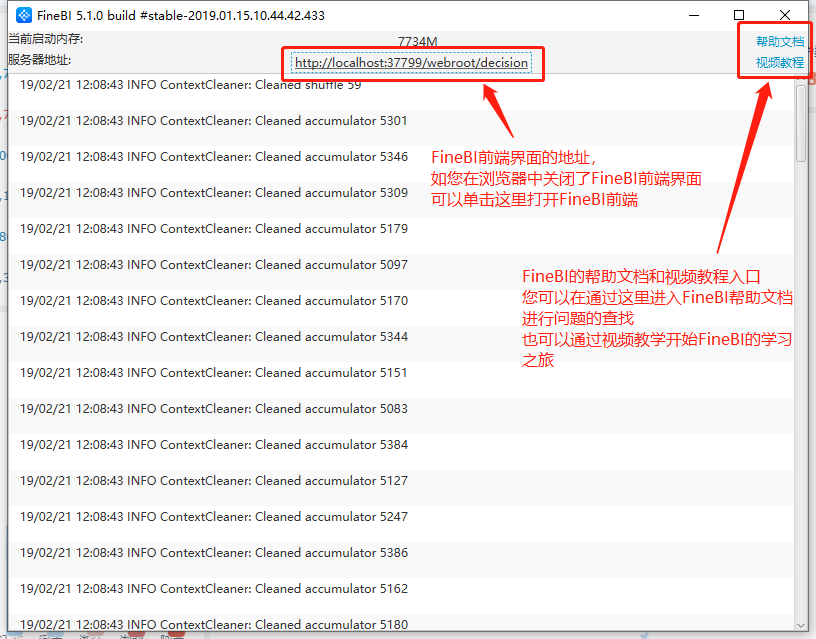 FineBI 5.1.0 build #stable-2019.01.15.10.44.42.433
当前启动内存:
7734M
帮助文档
服务器地址:
http://localhost:37799/webroot/decision
视频教程
19/02/21 12:08:43 INFO ContextCleaner: Cleaned shuffle 59
19/02/21 12:08:43 INFO ContextCleaner: Cleaned accumulator 5301
19/02/21 12:08:43 INFO ContextCleaner: Cleaned accumulator 5346
19/02/21 12:08:43 INFO ContextCleaner: Cleaned accumulator 5309
19/02/21 12:08:43 INFO ContextCleaner: Cleaned accumulator 5179
19/02/21 12:08:43 INFO ContextCleaner: Cleaned accumulator 5097
19/02/21 12:08:43 INFO ContextCleaner: Cleaned accumulator 5170
19/02/21 12:08:43 INFO ContextCleaner: Cleaned accumulator 5344
19/02/21 12:08:43 INFO ContextCleaner: Cleaned accumulator 5151
19/02/21 12:08:43 INFO ContextCleaner: Cleaned accumulator 5083
19/02/21 12:08:43 INFO ContextCleaner: Cleaned accumulator 5384
19/02/21 12:08:43 INFO ContextCleaner: Cleaned accumulator 5127
19/02/21 12:08:43 INFO ContextCleaner: Cleaned accumulator 5247
19/02/21 12:08:43 INFO ContextCleaner: Cleaned accumulator 5386
19/02/21 12:08:43 INFO ContextCleaner: Cleaned accumulator 5162
19/02/21 12:08:43 INFO ContextCleaner: Cleaned accumulator 5180
FineBI前端界面的地址，
如您在浏览器中关闭了FineBI前端界面
可以单击这里打开FineBI前端
FineBI的帮助文档和视频教程入口
您可以在通过这里进入FineBI帮助文档
进行问题的查找
也可以通过视频教学开始FineBI的学习
之旅